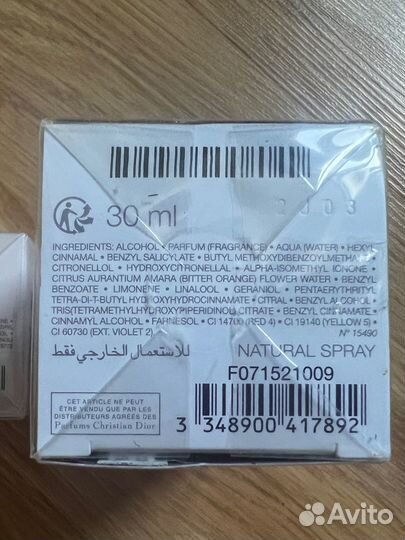 30 ml
2003
INGREDIENTS: ALCOHOL • PARFUM (FRAGRANCE) • AQUA (WATER) • HEXYL
CINNAMAL • BENZYL SALICYLATE • BUTYL METHOXYDIBENZOYLMETHANE
CITRONELLOL • HYDROXYCITRONELLAL • ALPHA-ISOMETHYL IONONE •
CITRUS AURANTIUM AMARA (BITTER ORANGE) FLOWER WATER • BENZYL
BENZOATE • LIMONENE • LINALOOL • GERANIOL • PENTAERYTHRITYL
TETRA-DI-T-BUTYL HYDROXYHYDROCINNAMATE • CITRAL • BENZYL ALCOHOL •
TRIS(TETRAMETHYLHYDROXYPIPERIDINOL) CITRATE • BENZYL CINNAMATE •
CINNAMYL ALCOHOL • FARNESOL • CI 14700 (RED 4) • CI 19140 (YELLOW 5) •
CI 60730 (EXT. VIOLET 2)
N° 15490
للاستعمال الخارجي فقط
NATURAL SPRAY
F071521009
CET ARTICLE NE PEUT
ÊTRE VENDU QUE PAR LES
DISTRIBUTEURS AGRÉÉS DES
Parfums Christian Dior
3 348900 417892
Avito